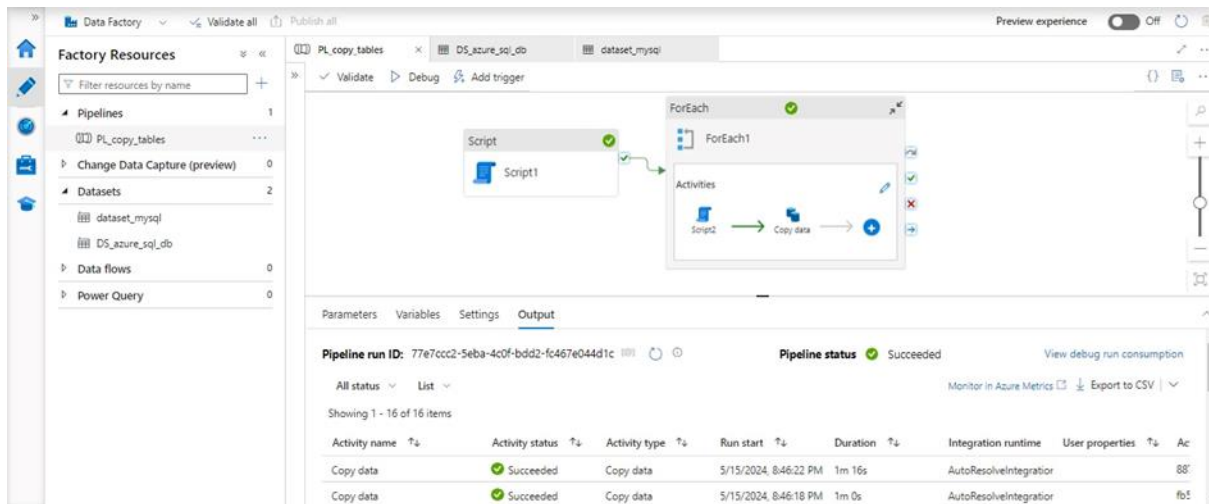 Data Factory
Validate all
Publish all
Preview experience
Off
Factory Resources
Filter resources by name
Pipelines 1
PL_copy_tables
Change Data Capture (preview) 0
Datasets 2
dataset_mysql
DS_azure_sql_db
Data flows 0
Power Query 0
PL_copy_tables
DS_azure_sql_db
dataset_mysql
Validate
Debug
Add trigger
Script
Script1
ForEach
ForEach1
Activities
Script2
Copy data
Parameters Variables Settings Output
Pipeline run ID: 77e7ccc2-5eba-4c0f-bdd2-fc467e044d1c
Pipeline status Succeeded
View debug run consumption
All status
List
Monitor in Azure Metrics
Export to CSV
Showing 1 - 16 of 16 items
Activity name Activity status Activity type Run start Duration Integration runtime User properties Ac
Copy data Succeeded Copy data 5/15/2024, 8:46:22 PM 1m 16s AutoResolveIntegration 88
Copy data Succeeded Copy data 5/15/2024, 8:46:18 PM 1m 0s AutoResolveIntegration